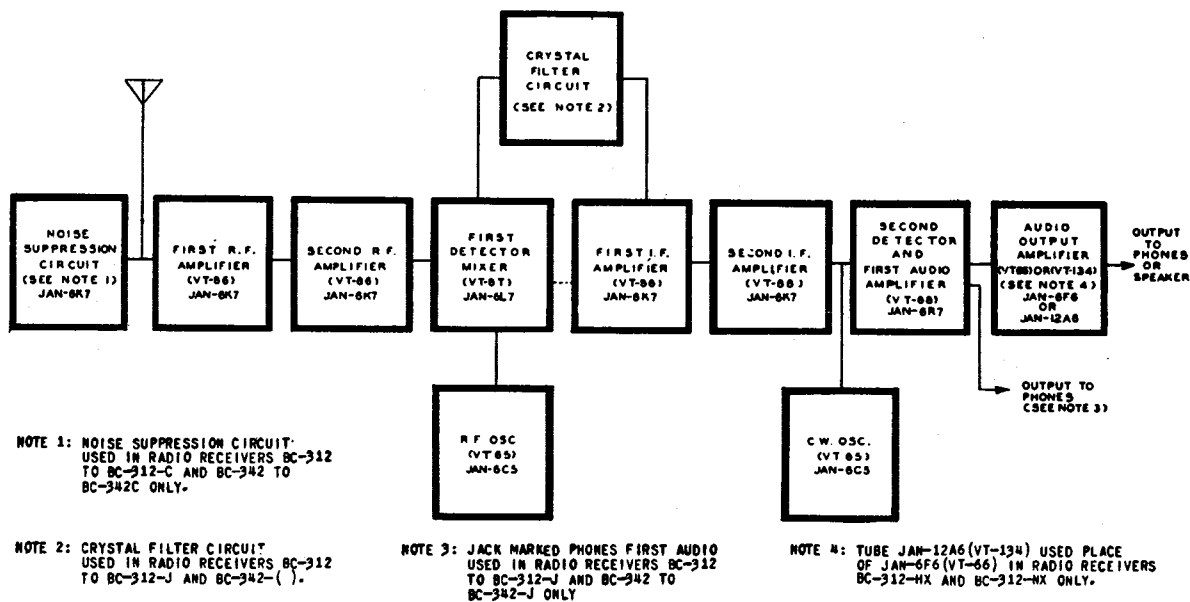 CRYSTAL
FILTER
CIRCUIT
(SEE NOTE 2)
NOISE
SUPPRESSION
CIRCUIT
(SEE NOTE 1)
JAN-6K7
FIRST R.F.
AMPLIFIER
(VT-86)
JAN-6K7
SECOND R.F.
AMPLIFIER
(VT-86)
JAN-6K7
FIRST
DETECTOR
MIXER
(VT-87)
JAN-6L7
FIRST I.F.
AMPLIFIER
(VT-86)
JAN-6K7
SECOND I.F.
AMPLIFIER
(VT-86)
JAN-6K7
SECOND
DETECTOR
AND
FIRST AUDIO
AMPLIFIER
(VT-88)
JAN-6R7
AUDIO
OUTPUT
AMPLIFIER
(VT66)OR(VT-134)
(SEE NOTE 4)
JAN-6F6
OR
JAN-12A6
OUTPUT
TO
PHONES
OR
SPEAKER
OUTPUT TO
PHONES
(SEE NOTE 3)
R.F OSC
(VT 65)
JAN-6C5
C.W. OSC.
(VT 65)
JAN-6C5
NOTE 1: NOISE SUPPRESSION CIRCUIT
USED IN RADIO RECEIVERS BC-312
TO BC-312-C AND BC-342 TO
BC-342C ONLY.
NOTE 2: CRYSTAL FILTER CIRCUIT
USED IN RADIO RECEIVERS BC-312
TO BC-312-J AND BC-342-( ).
NOTE 3: JACK MARKED PHONES FIRST AUDIO
USED IN RADIO RECEIVERS BC-312
TO BC-312-J AND BC-342 TO
BC-342-J ONLY
NOTE 4: TUBE JAN-12A6(VT-134) USED PLACE
OF JAN-6F6(VT-66) IN RADIO RECEIVERS
BC-312-HX AND BC-312-NX ONLY.